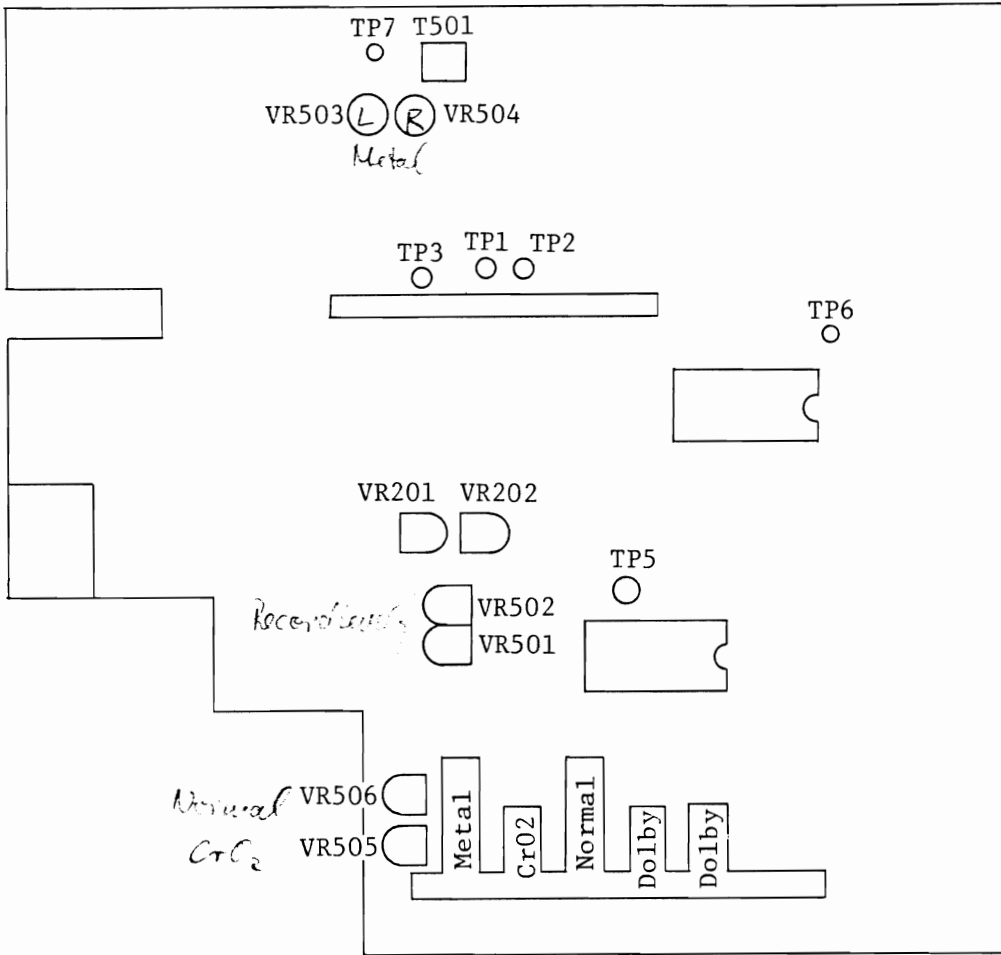 TP7 T501
VR503 L R VR504
Metal
TP3 TP1 TP2
TP6
VR201 VR202
TP5
VR502
VR501
Normal VR506
CrO2 VR505
Metal CrO2 Normal Dolby Dolby